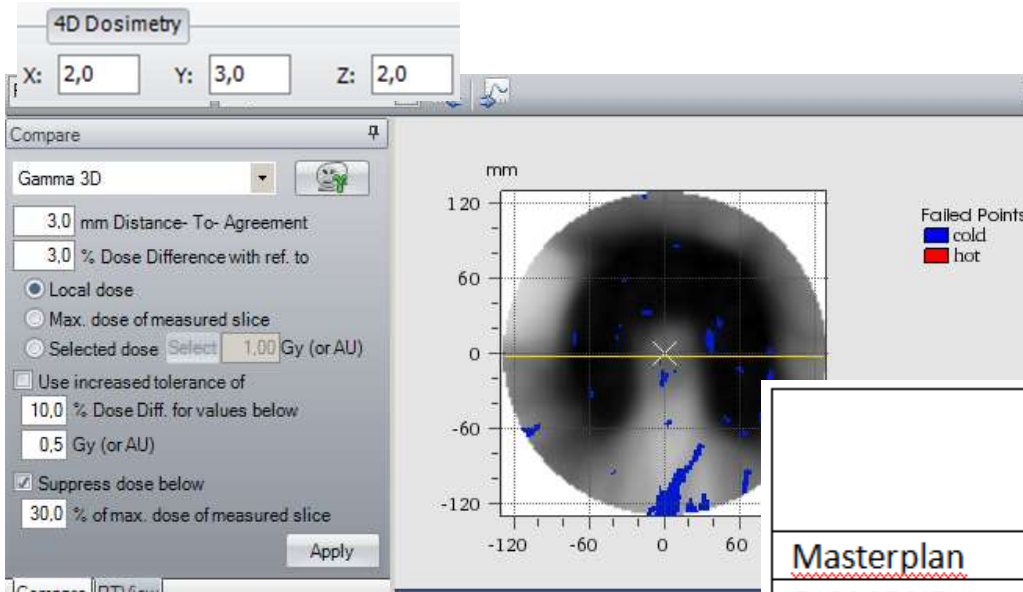 4D Dosimetry
X: 2,0 Y: 3,0 Z: 2,0
Compare
Gamma 3D
3,0 mm Distance- To- Agreement
3,0 % Dose Difference with ref. to
Local dose
Max. dose of measured slice
Selected dose Select 1,00 Gy (or AU)
Use increased tolerance of
10,0 % Dose Diff. for values below
0,5 Gy (or AU)
Suppress dose below
30,0 % of max. dose of measured slice
Apply
mm
120
60
0
-60
-120
-120 -60 0 60
Failed Points
cold
hot
Masterplan